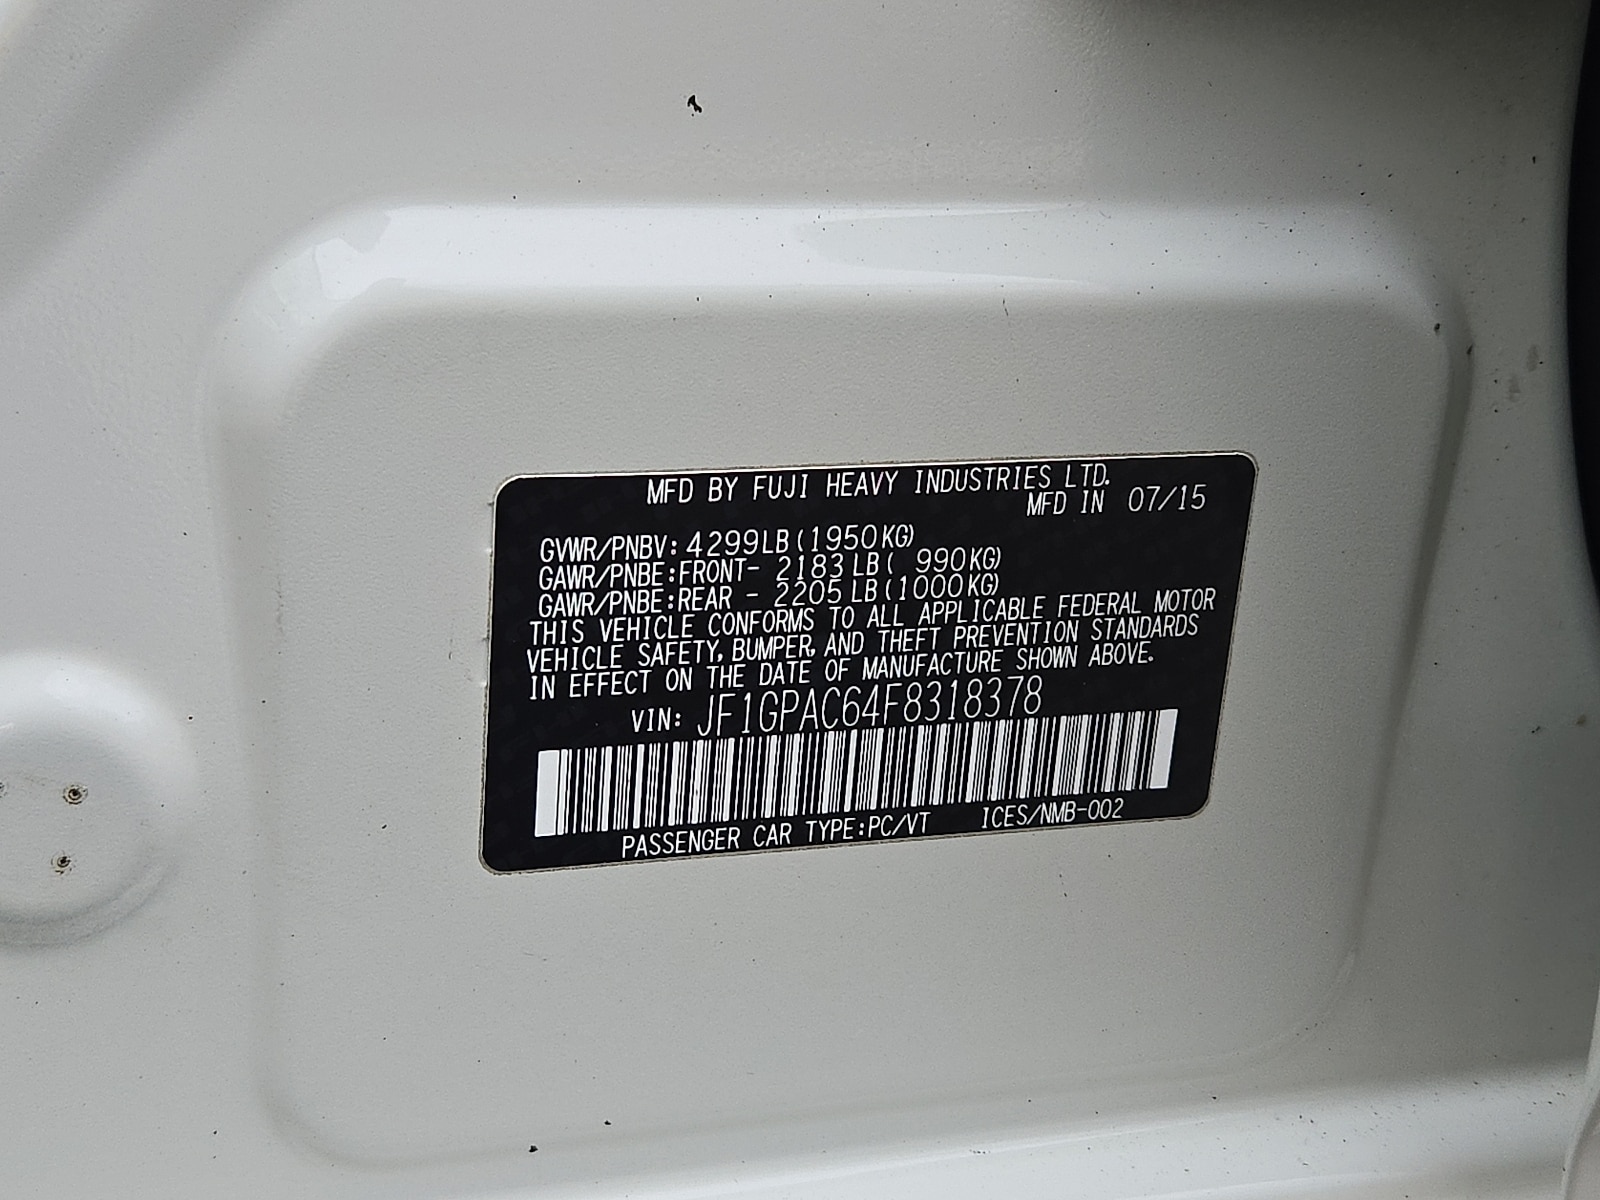 MFD BY FUJI HEAVY INDUSTRIES LTD.
MFD IN 07/15
GVWR/PNBV: 4299LB(1950KG)
GAWR/PNBE:FRONT- 2183LB( 990KG)
GAWR/PNBE:REAR - 2205LB(1000KG)
THIS VEHICLE CONFORMS TO ALL APPLICABLE FEDERAL MOTOR
VEHICLE SAFETY, BUMPER, AND THEFT PREVENTION STANDARDS
IN EFFECT ON THE DATE OF MANUFACTURE SHOWN ABOVE.
VIN: JF1GPAC64F8318378
PASSENGER CAR TYPE:PC/VT ICES/NMB-002